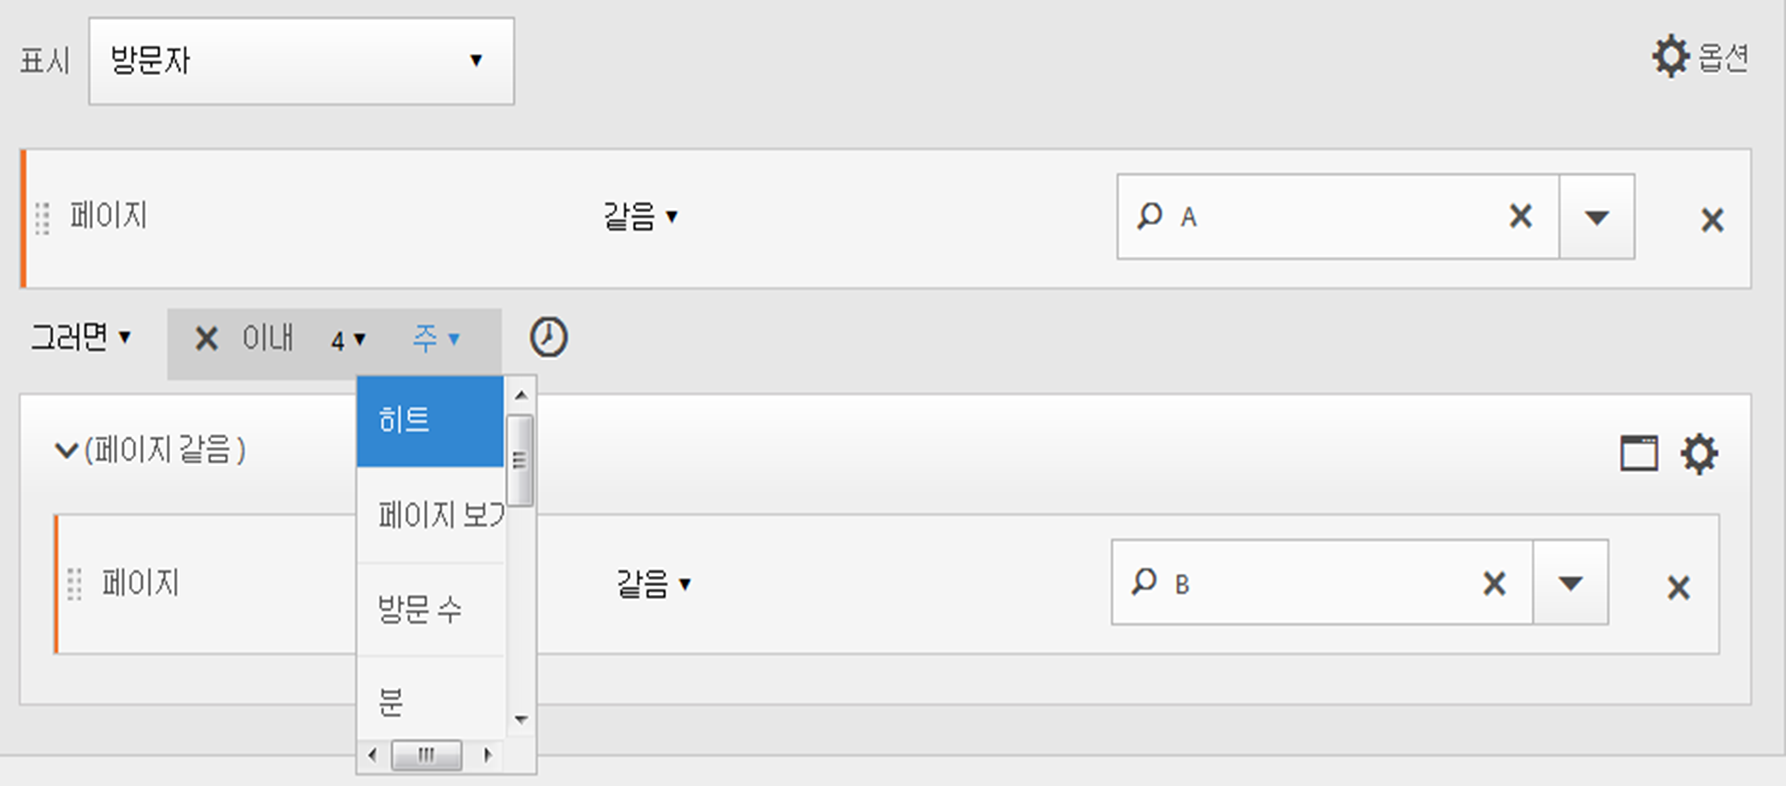 표시 방문자 옵션
페이지 같음 A
그러면 이내 4 주
히트
(페이지 같음 )
페이지 보기
페이지 같음 B
방문 수
분